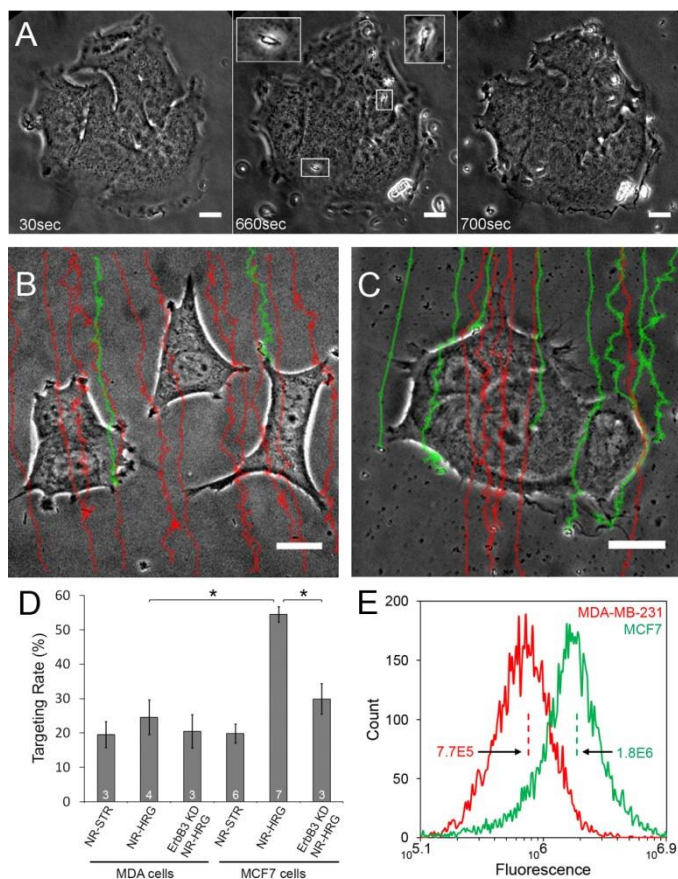 A
30sec
660sec
700sec
B
C
D
Targeting Rate (%)
60
50
40
30
20
10
0
*
*
3
4
3
6
7
3
NR-STR
NR-HRG
ErbB3 KD
NR-HRG
NR-STR
NR-HRG
ErbB3 KD
NR-HRG
MDA cells
MCF7 cells
E
200
150
100
50
0
Count
MDA-MB-231
MCF7
7.7E5
1.8E6
10^5.1
10^6
10^6.9
Fluorescence